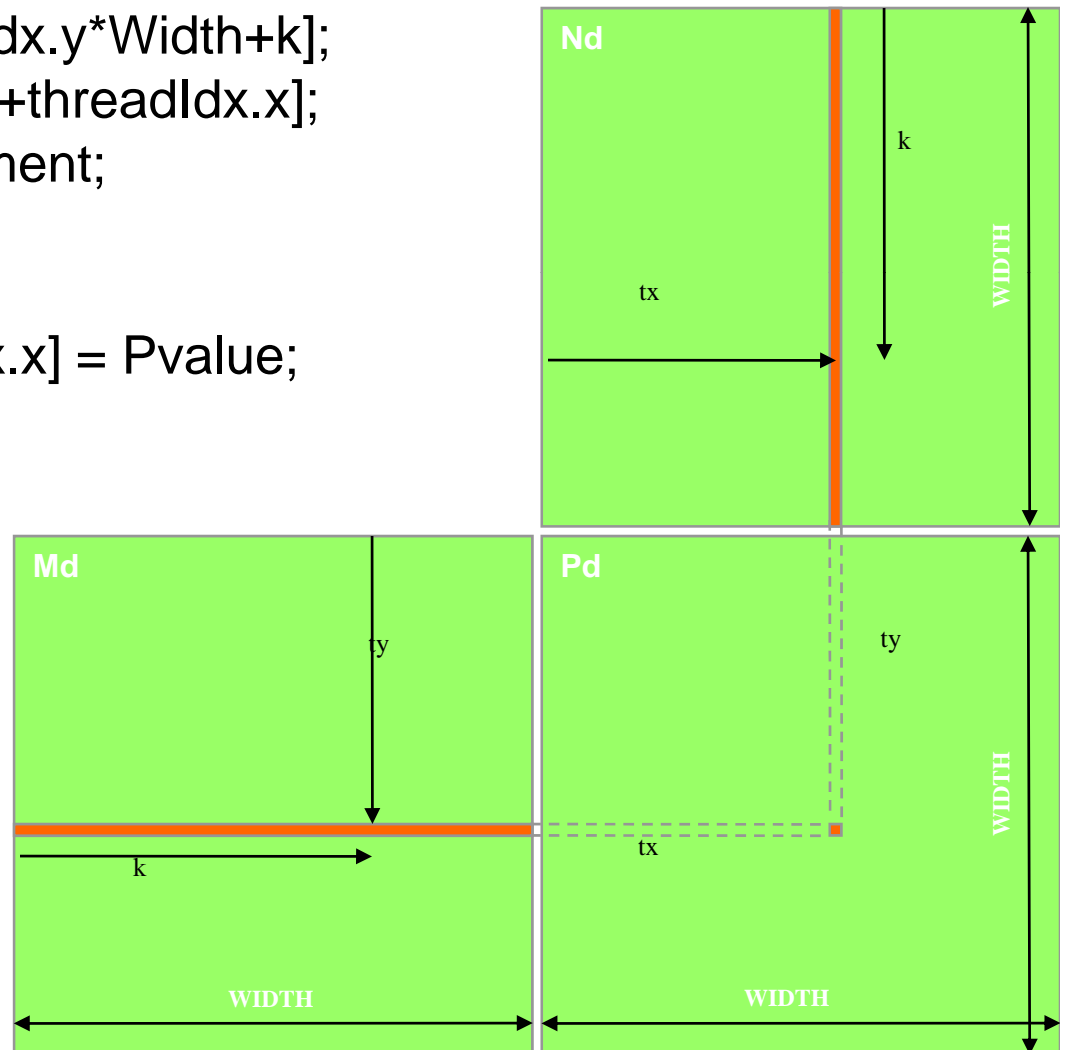 dx.y*Width+k];
+threadIdx.x];
nent;
x.x] = Pvalue;
Nd
k
WIDTH
tx
Md
Pd
ty
ty
WIDTH
tx
k
WIDTH
WIDTH